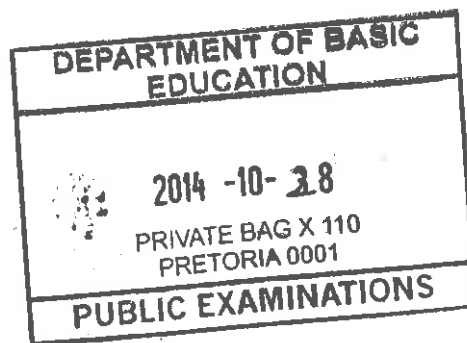 DEPARTMENT OF BASIC
EDUCATION
2014 -10-
PRIVATE BAG X 110
PRETORIA 0001
PUBLIC EXAMINATIONS